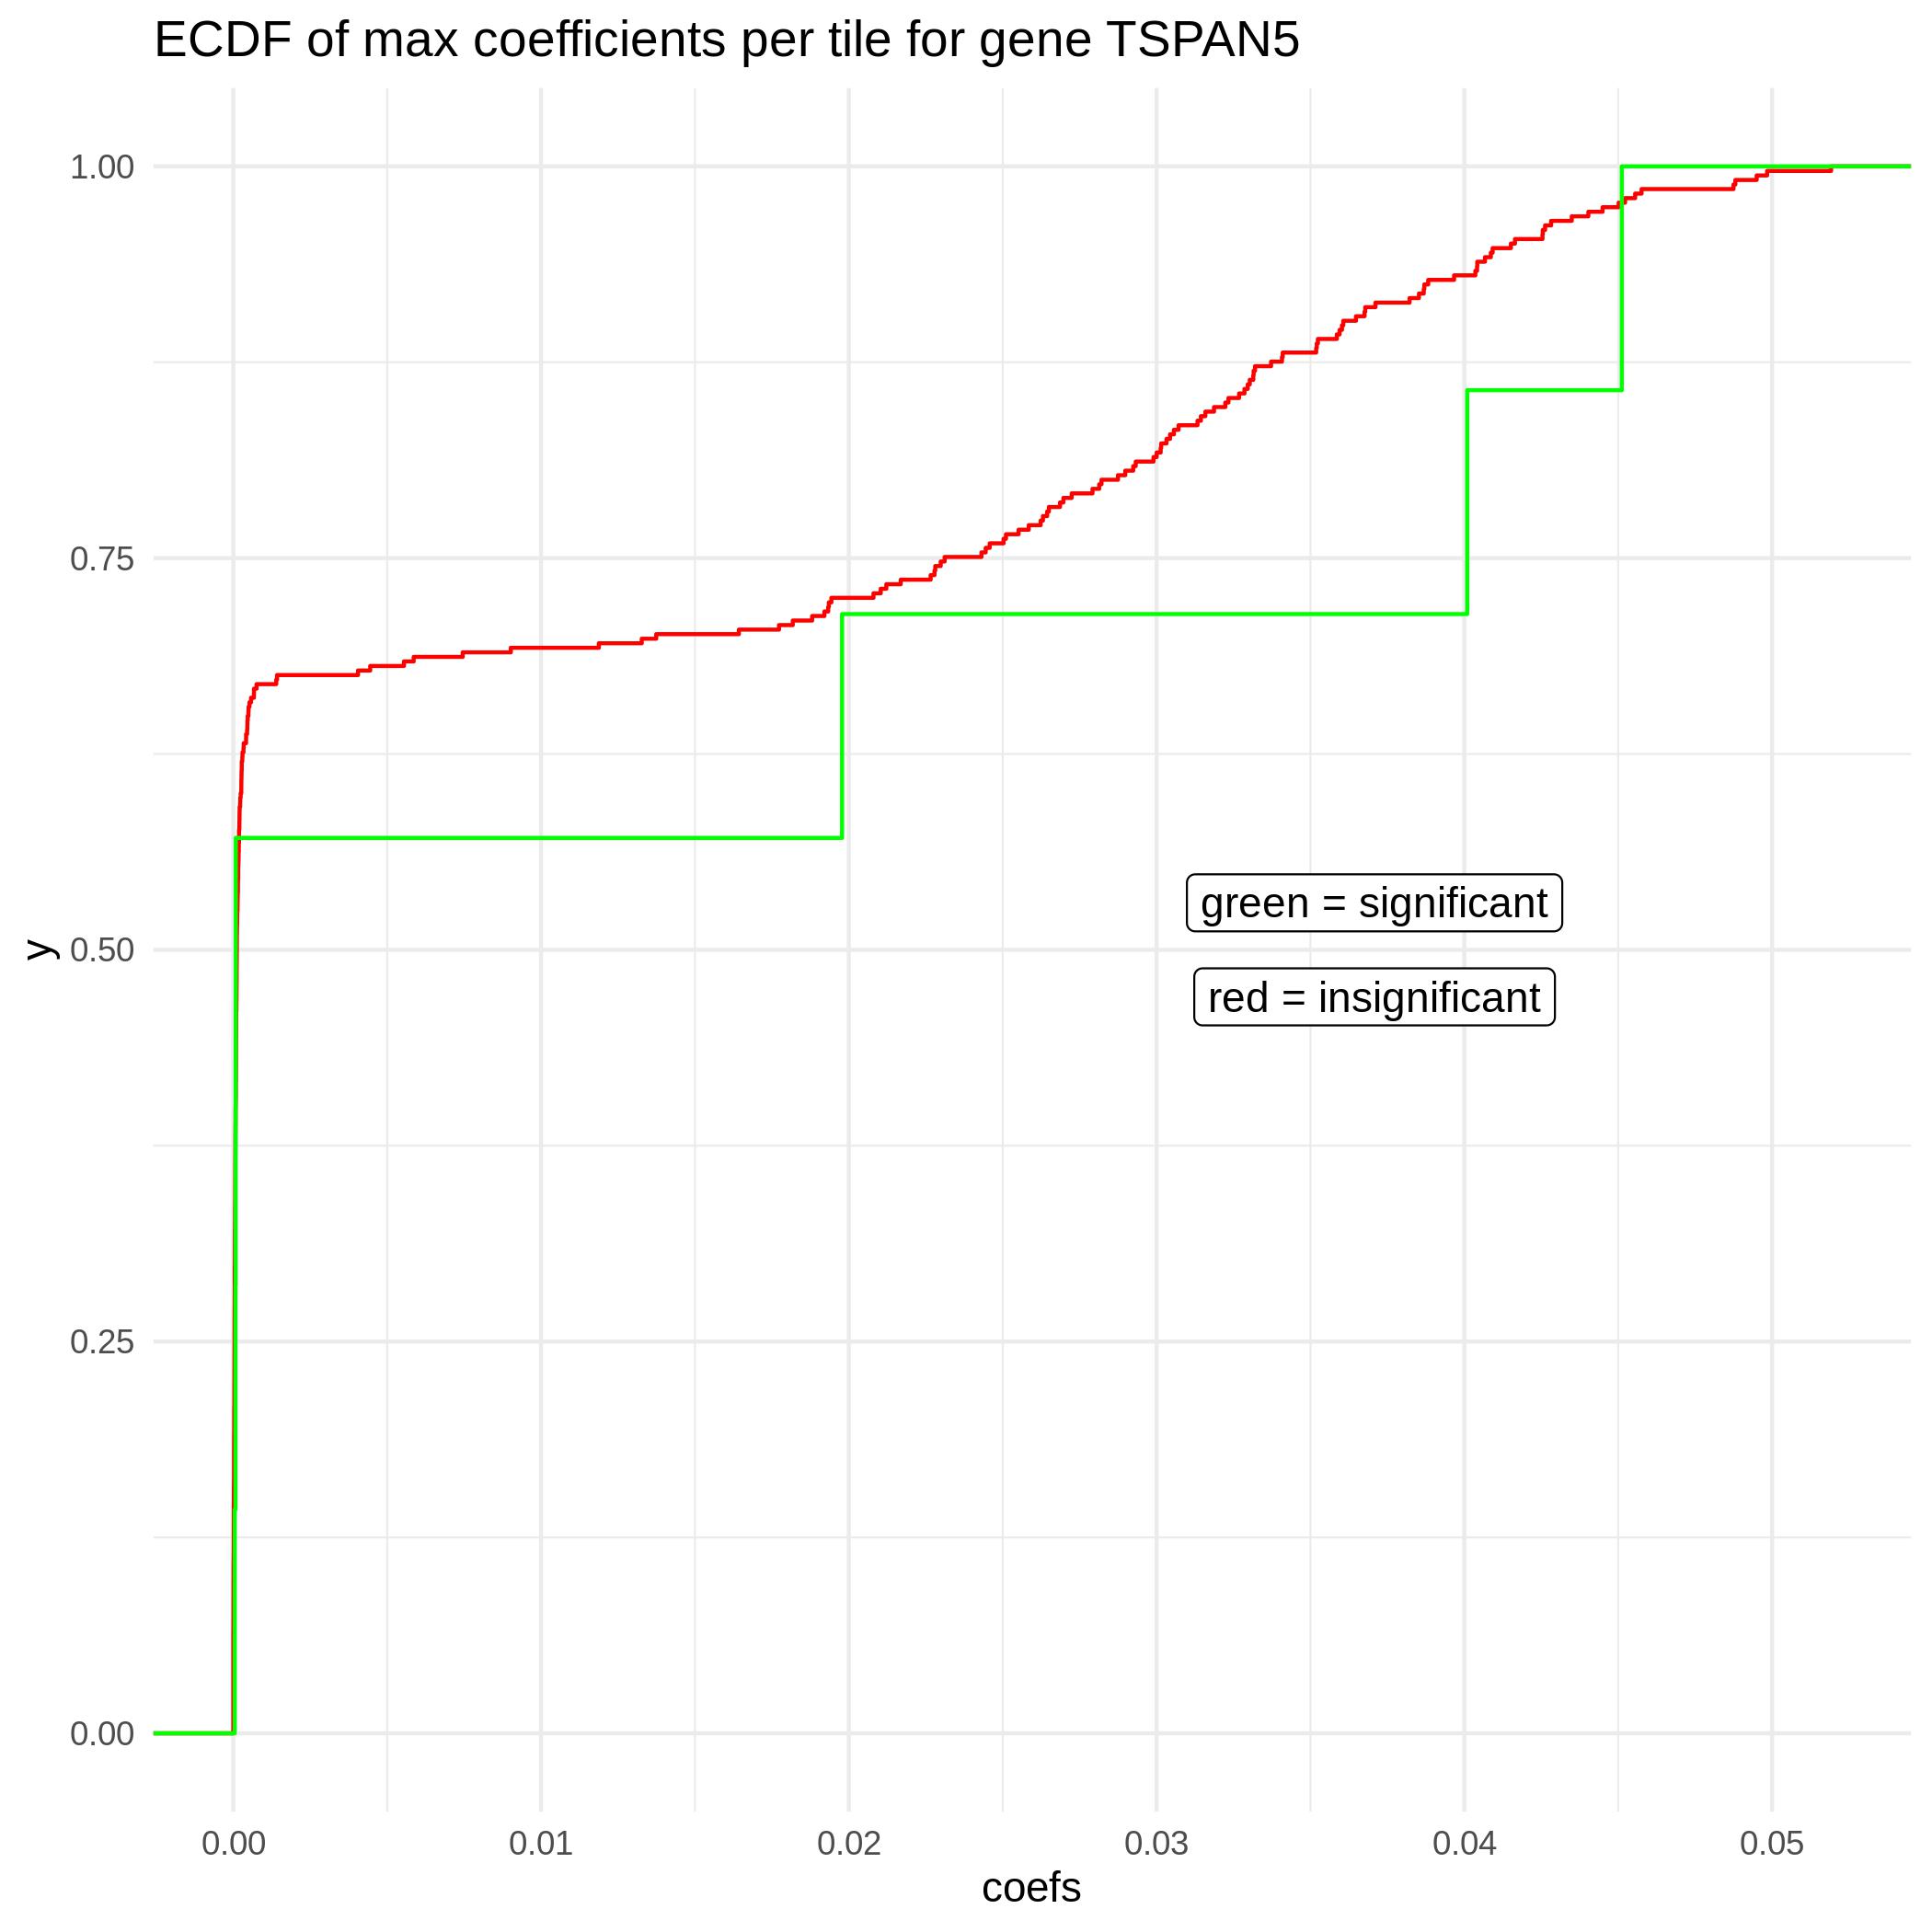 ECDF of max coefficients per tile for gene TSPAN5
1.00
0.75
0.50
0.25
0.00
y
green = significant
red = insignificant
0.00 0.01 0.02 0.03 0.04 0.05
coefs